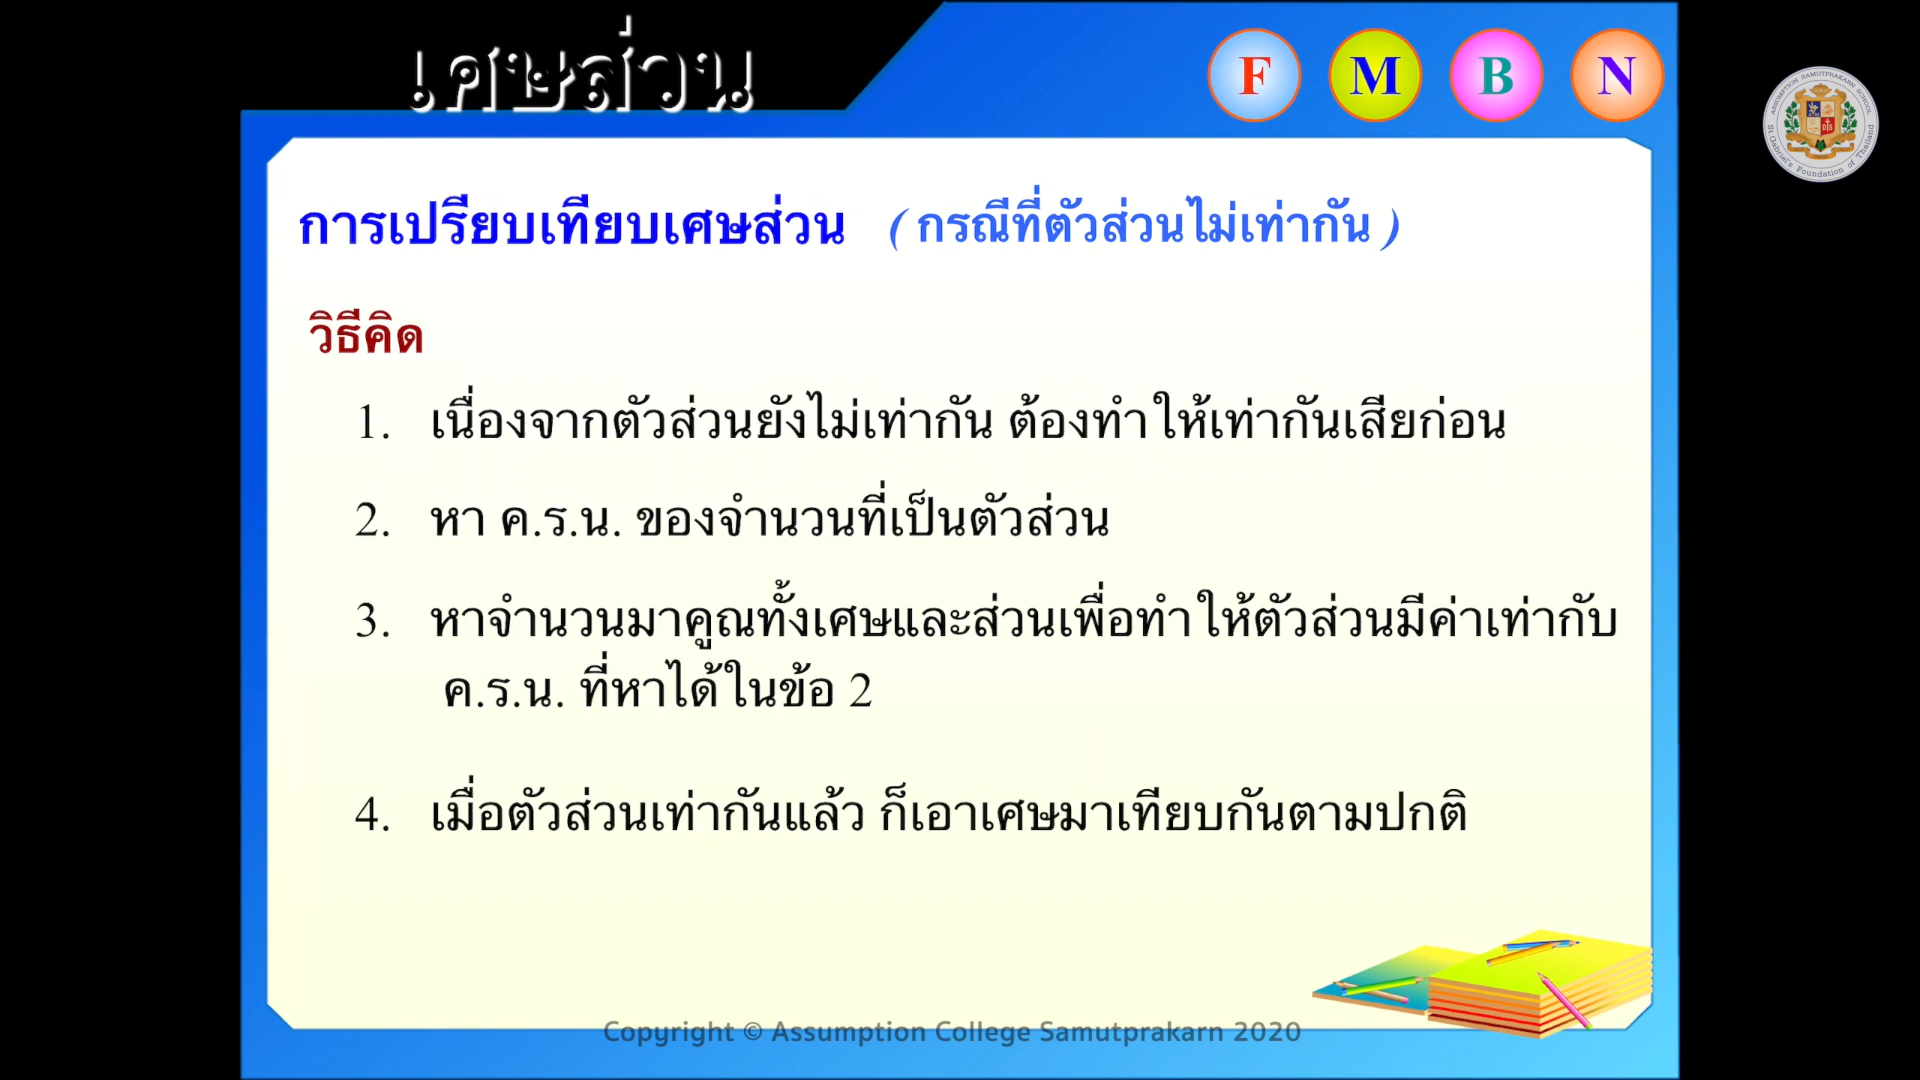 เศษส่วน
F M B N
ASSUMPTION SAMUTPRAKARN SCHOOL
St.Gabriel's Foundation of Thailand
การเปรียบเทียบเศษส่วน ( กรณีที่ตัวส่วนไม่เท่ากัน )
วิธีคิด
1. เนื่องจากตัวส่วนยังไม่เท่ากัน ต้องทำให้เท่ากันเสียก่อน
2. หา ค.ร.น. ของจำนวนที่เป็นตัวส่วน
3. หาจำนวนมาคูณทั้งเศษและส่วนเพื่อทำให้ตัวส่วนมีค่าเท่ากับ
ค.ร.น. ที่หาได้ในข้อ 2
4. เมื่อตัวส่วนเท่ากันแล้ว ก็เอาเศษมาเทียบกันตามปกติ
Copyright © Assumption College Samutprakarn 2020